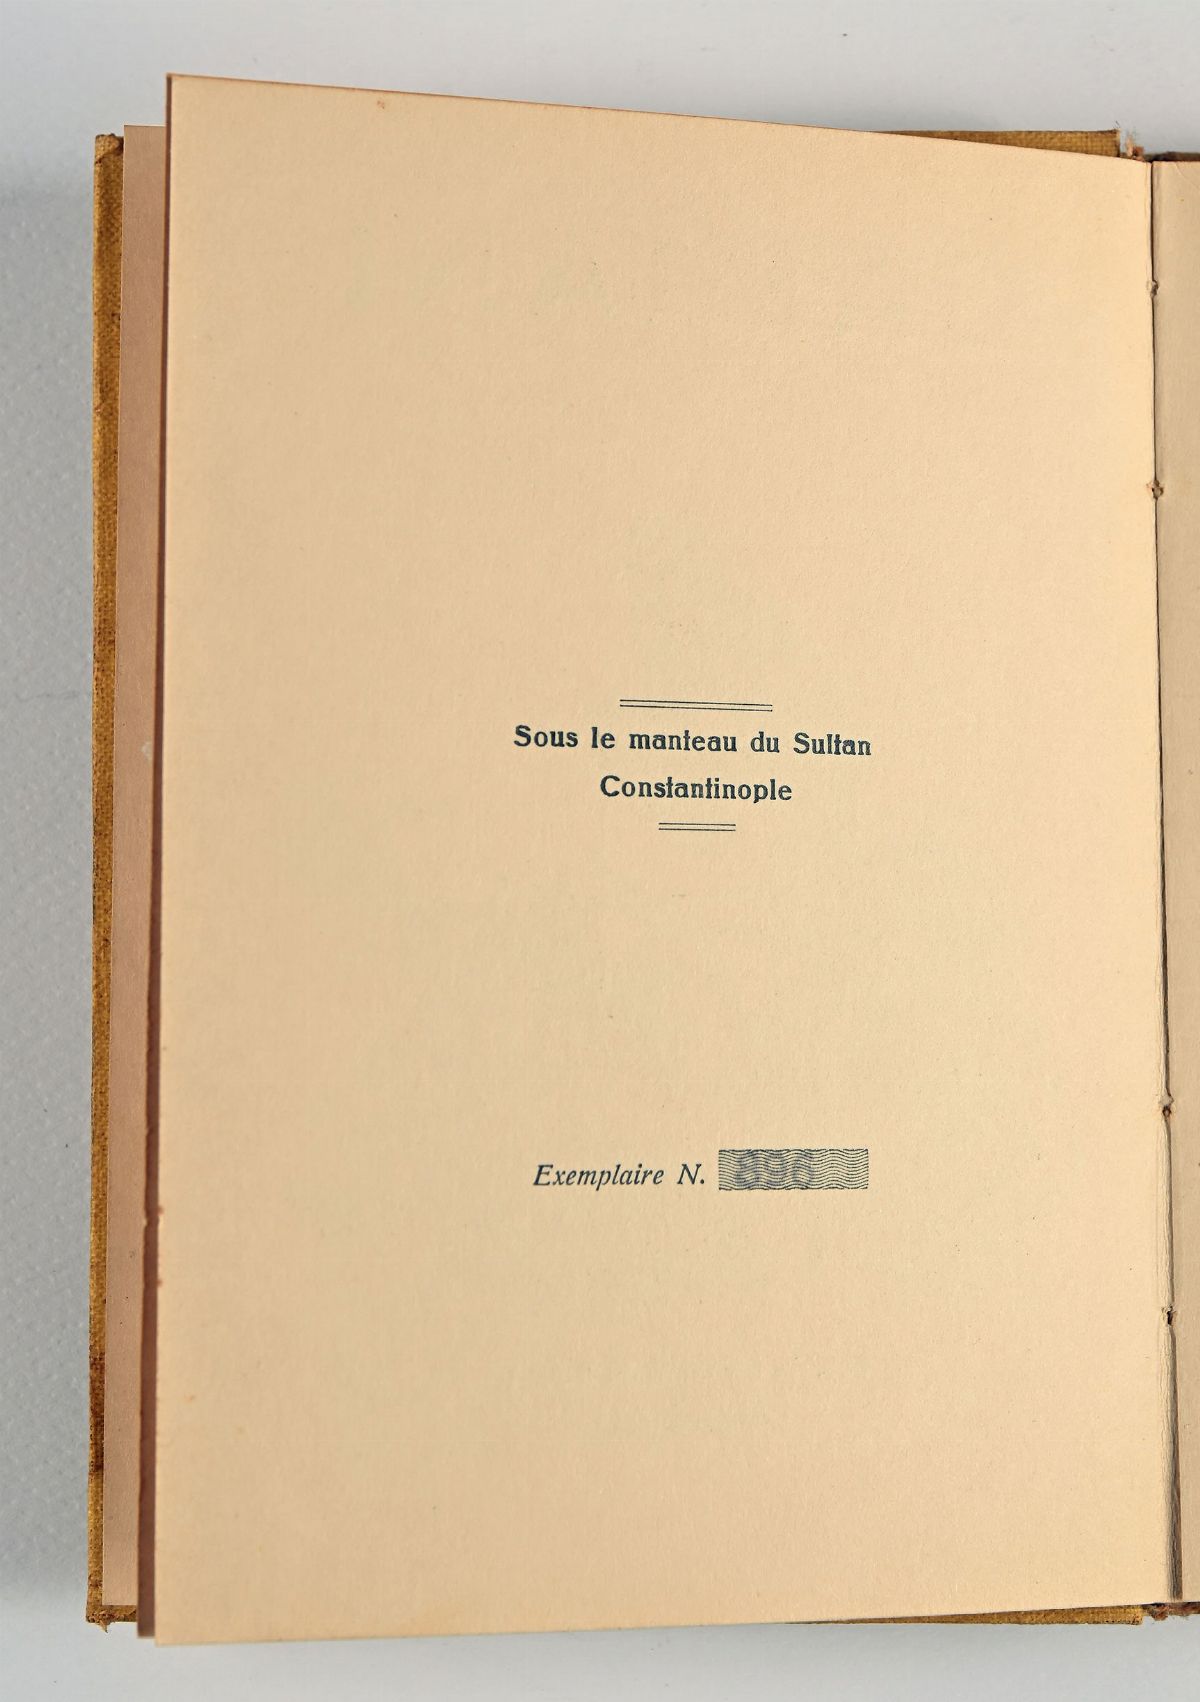 Sous le manteau du Sultan
Constantinople
Exemplaire N.